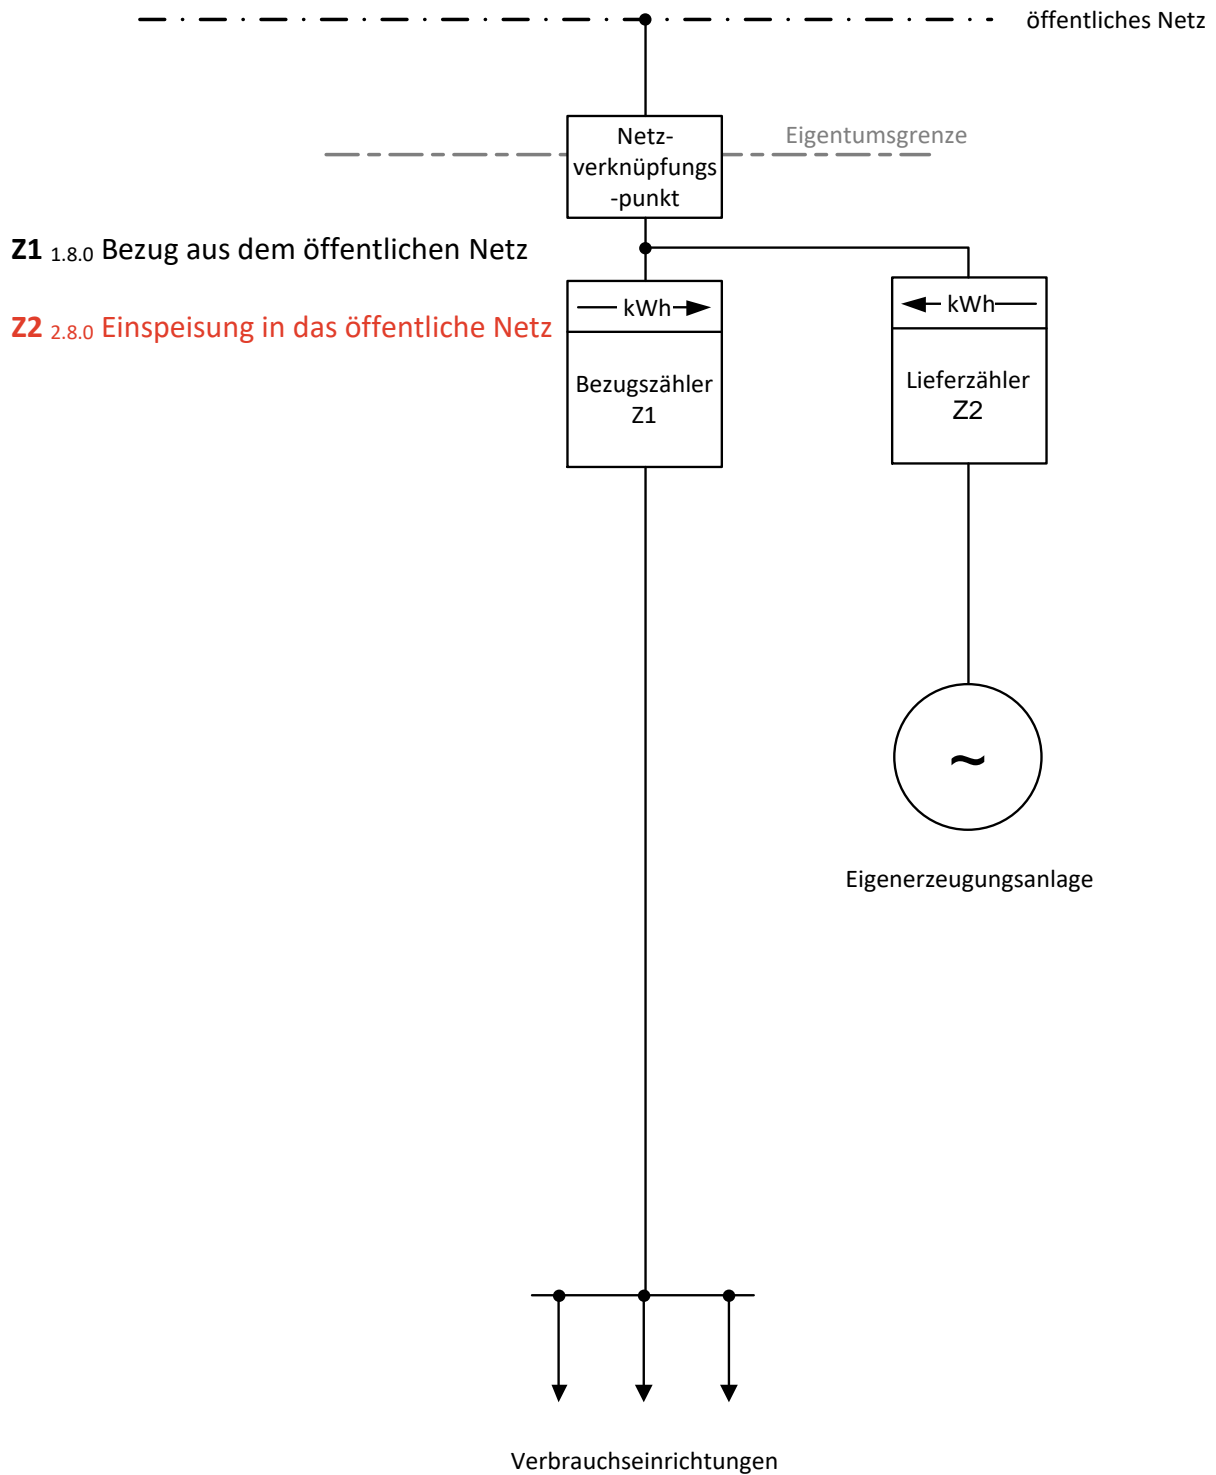 öffentliches Netz
Netz-
verknüpfungs
-punkt
Eigentumsgrenze
Z1 1.8.0 Bezug aus dem öffentlichen Netz
Z2 2.8.0 Einspeisung in das öffentliche Netz
kWh
Bezugszähler
Z1
kWh
Lieferzähler
Z2
~
Eigenerzeugungsanlage
Verbrauchseinrichtungen